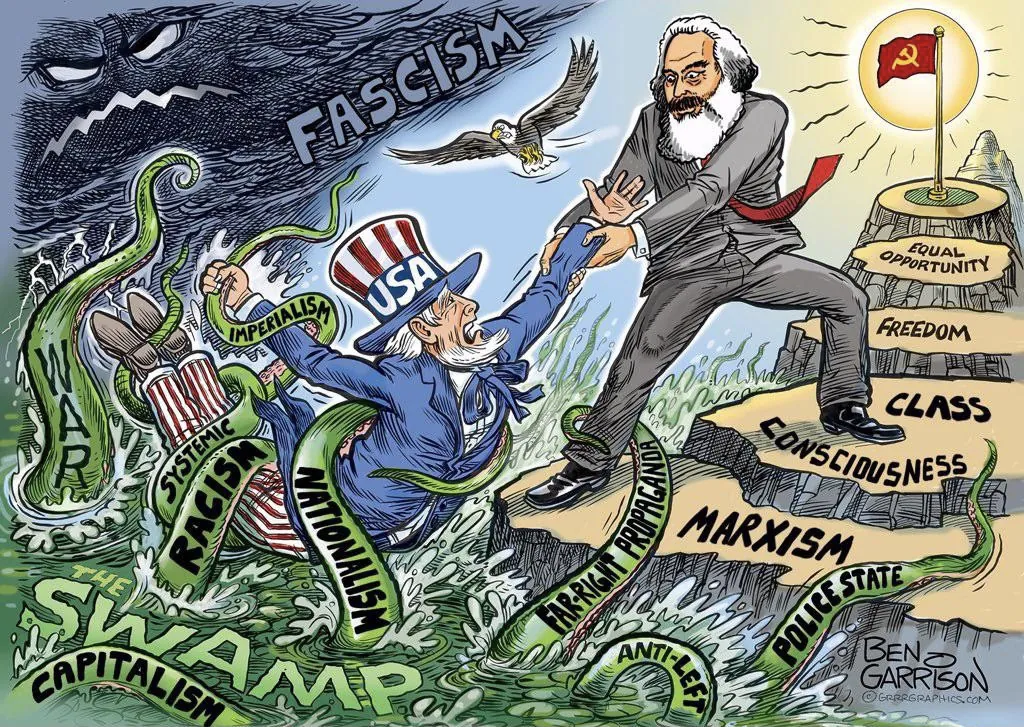 FASCISM
USA
IMPERIALISM
WAR
SYSTEMIC
RACISM
NATIONALISM
FAR-RIGHT PROPAGANDA
EQUAL
OPPORTUNITY
FREEDOM
CLASS
CONSCIOUSNESS
MARXISM
POLICE STATE
ANTI-LEFT
THE
SWAMP
CAPITALISM
BEN
GARRISON
©GRRRGRAPHICS.COM